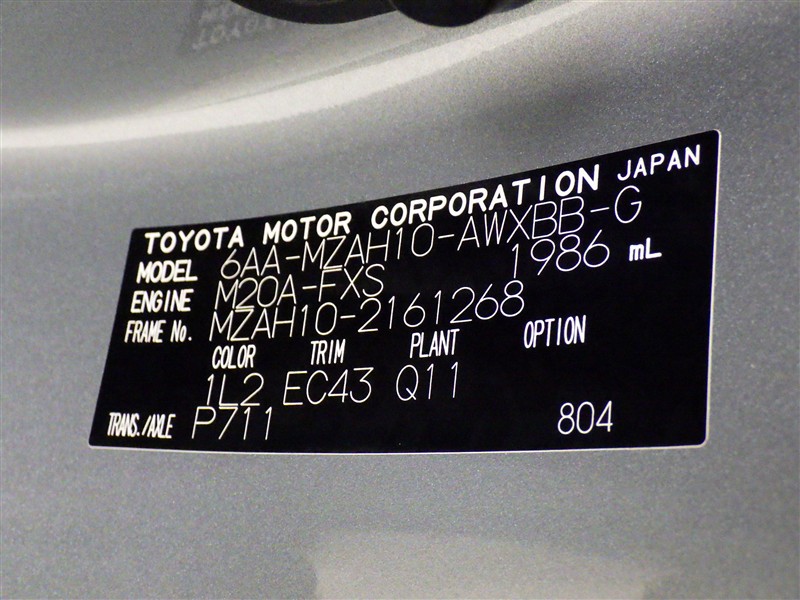 TOYOTA MOTOR CORPORATION JAPAN
MODEL 6AA-MZAH10-AWXBB-G
ENGINE M20A-FXS 1986 mL
FRAME No. MZAH10-2161268
COLOR TRIM PLANT OPTION
1L2 EC43 Q11
TRANS./AXLE P711 804